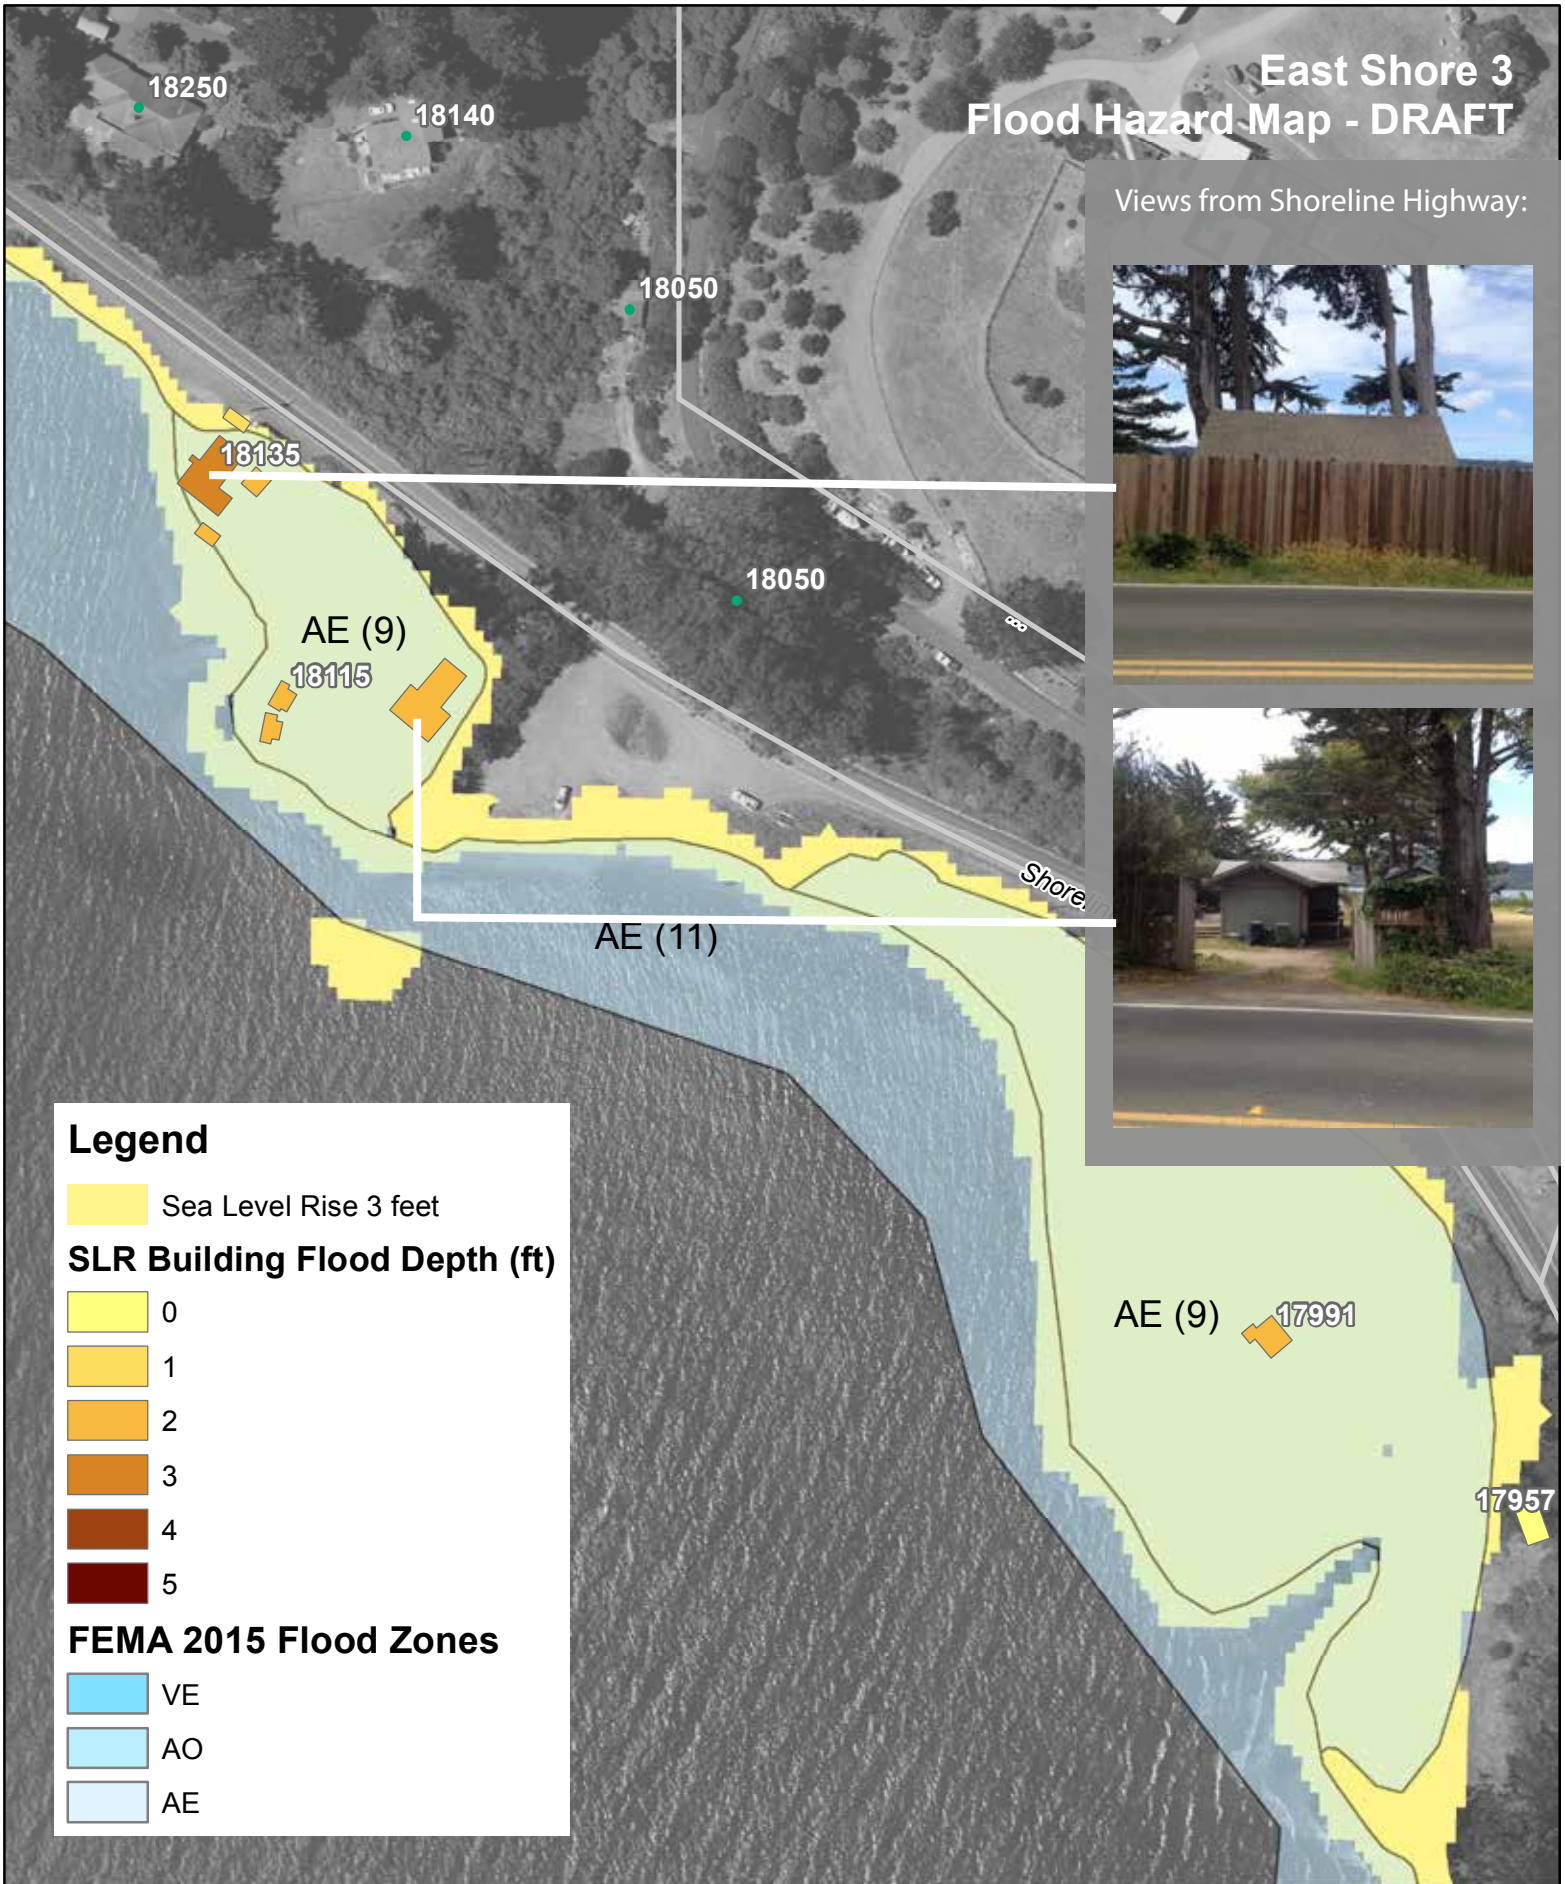 East Shore 3
Flood Hazard Map - DRAFT
Views from Shoreline Highway:
18250
18140
18050
18135
18050
AE (9)
18115
Shorel
AE (11)
AE (9)
17991
17957
Legend
Sea Level Rise 3 feet
SLR Building Flood Depth (ft)
0
1
2
3
4
5
FEMA 2015 Flood Zones
VE
AO
AE